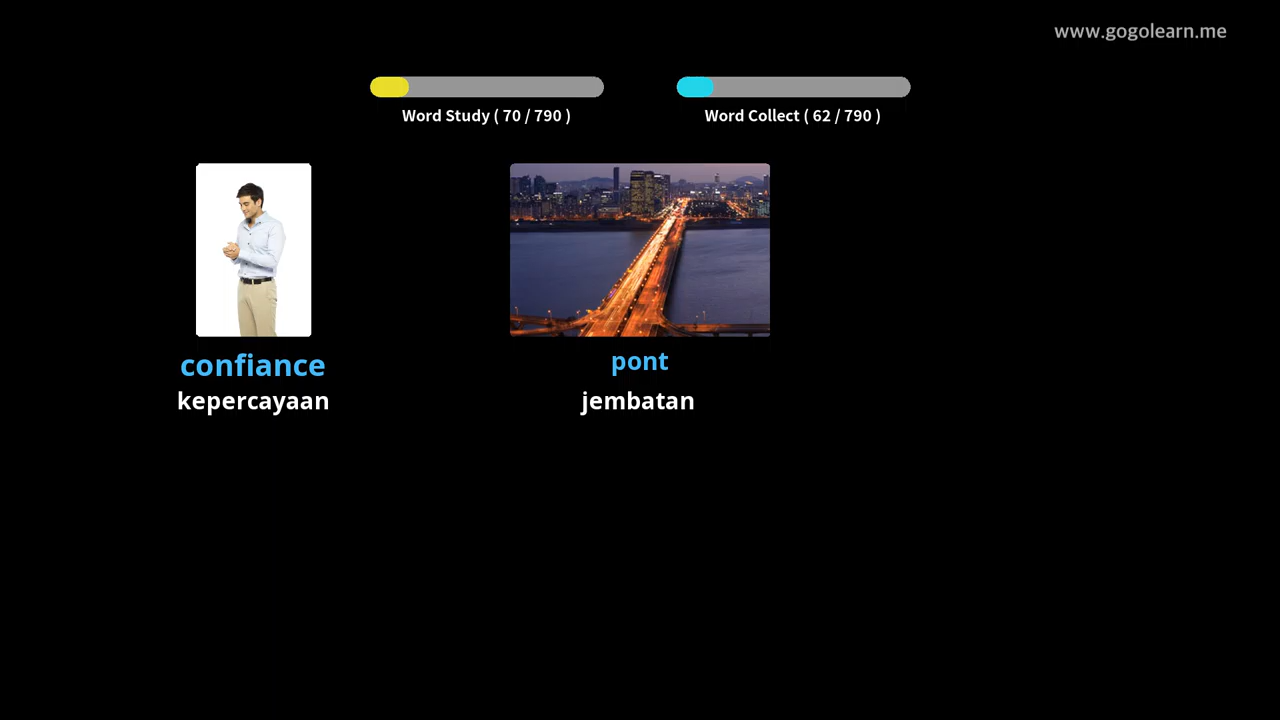 www.gogolearn.me
Word Study ( 70 / 790 )
Word Collect ( 62 / 790 )
confiance
kepercayaan
pont
jembatan